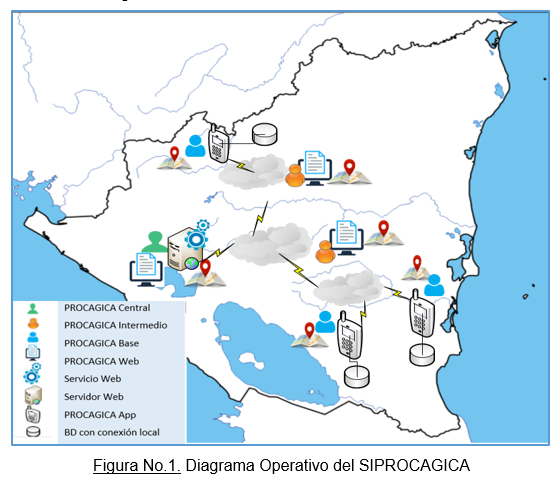 PROCAGICA Central
PROCAGICA Intermedio
PROCAGICA Base
PROCAGICA Web
Servicio Web
Servidor Web
PROCAGICA App
BD con conexión local
Figura No.1. Diagrama Operativo del SIPROCAGICA